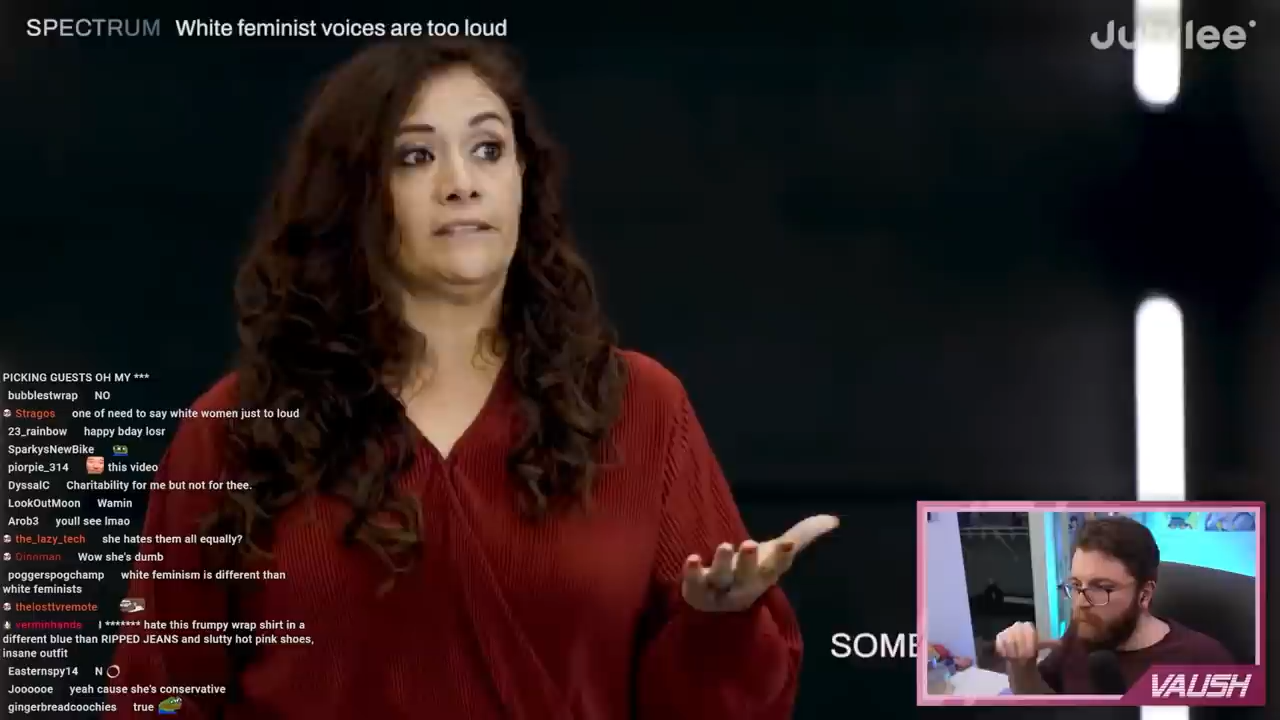 SPECTRUM White feminist voices are too loud
Jubilee
PICKING GUESTS OH MY ***
bubblestwrap NO
Stragos one of need to say white women just to loud
23_rainbow happy bday losr
SparkysNewBike
piorpie_314 this video
DyssalC Charitability for me but not for thee.
LookOutMoon Wamin
Arob3 youll see lmao
the_lazy_tech she hates them all equally?
Ginnman Wow she's dumb
poggerspogchamp white feminism is different than
white feminists
thelosttvremote
verminhands I ******* hate this frumpy wrap shirt in a
different blue than RIPPED JEANS and slutty hot pink shoes,
insane outfit
Easternspy14 N
Joooooe yeah cause she's conservative
gingerbreadcoochies true
SOME
VAUSH